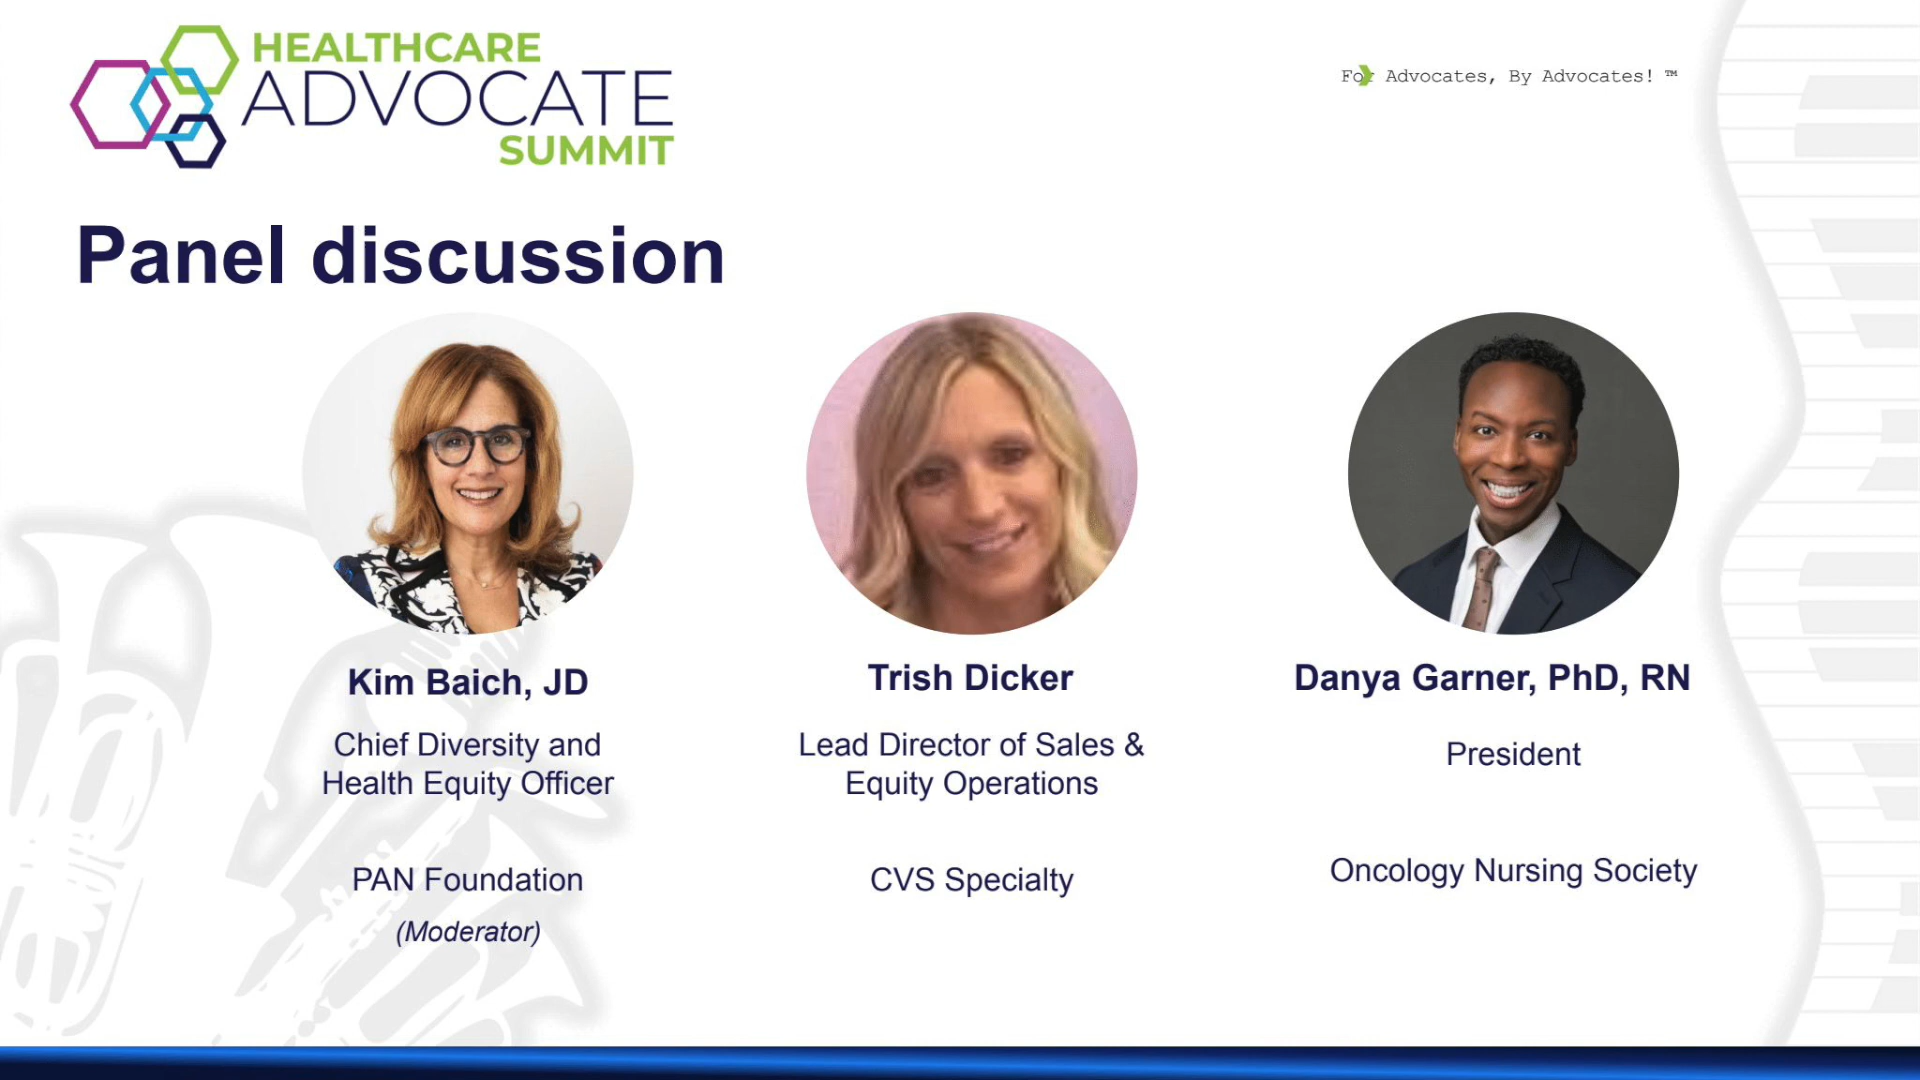 HEALTHCARE
ADVOCATE
SUMMIT
For Advocates, By Advocates! ™
Panel discussion
Kim Baich, JD
Chief Diversity and
Health Equity Officer
PAN Foundation
(Moderator)
Trish Dicker
Lead Director of Sales &
Equity Operations
CVS Specialty
Danya Garner, PhD, RN
President
Oncology Nursing Society